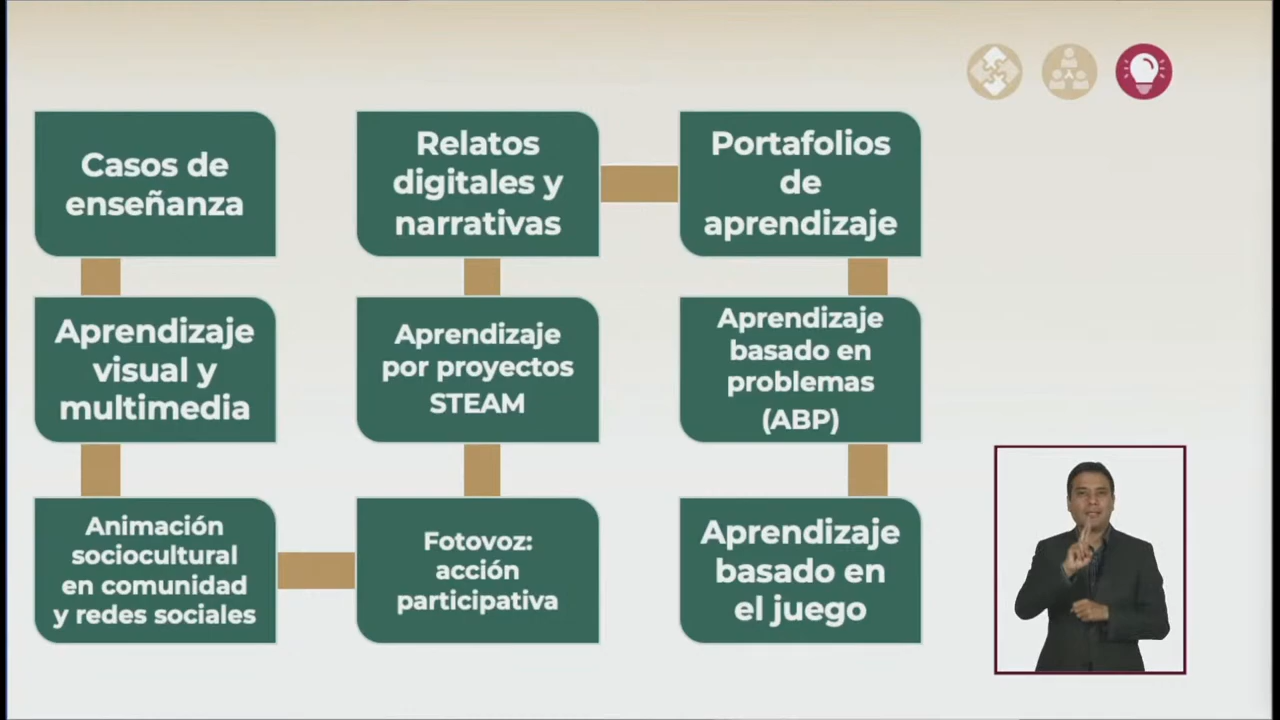 Casos de
enseñanza
Aprendizaje
visual y
multimedia
Animación
sociocultural
en comunidad
y redes sociales
Fotovoz:
acción
participativa
Aprendizaje
por proyectos
STEAM
Relatos
digitales y
narrativas
Portafolios
de
aprendizaje
Aprendizaje
basado en
problemas
(ABP)
Aprendizaje
basado en
el juego